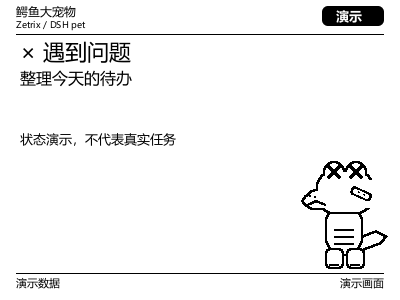 鳄鱼大宠物
Zetrix / DSH pet
演示
× 遇到问题
整理今天的待办
状态演示，不代表真实任务
演示数据
演示画面